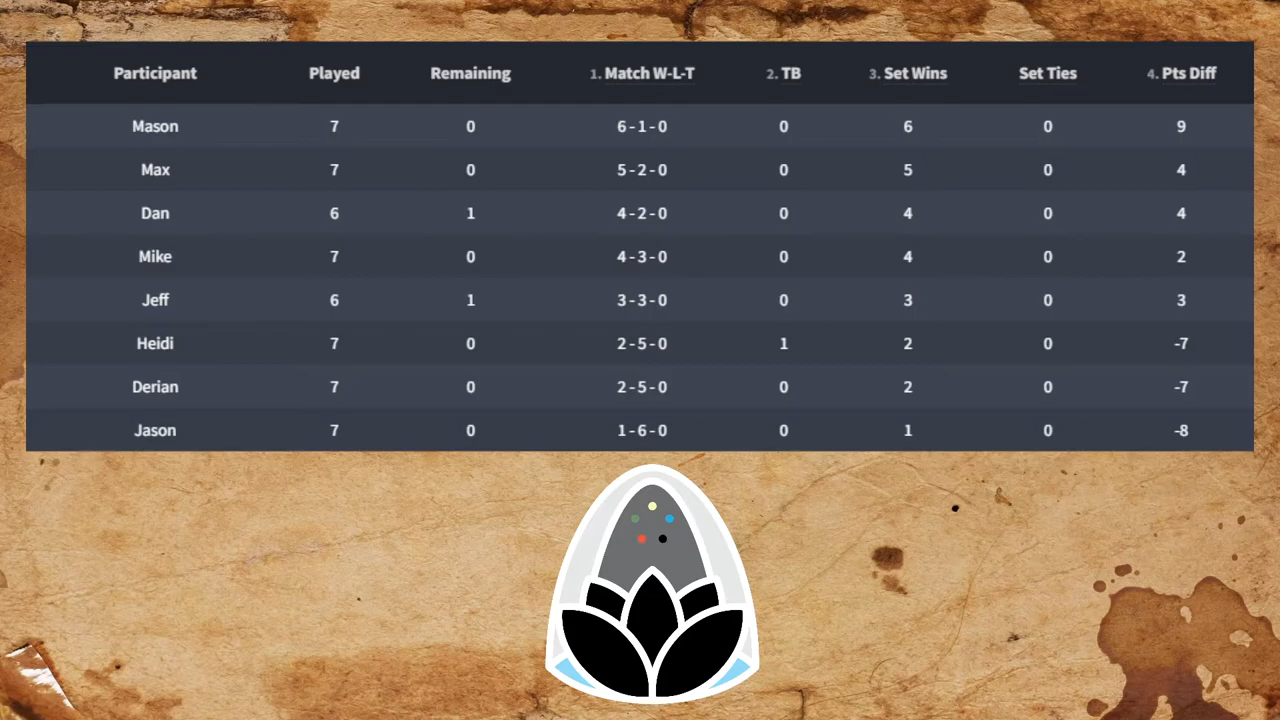 Participant Played Remaining 1. Match W-L-T 2. TB 3. Set Wins Set Ties 4. Pts Diff
Mason 7 0 6 - 1 - 0 0 6 0 9
Max 7 0 5 - 2 - 0 0 5 0 4
Dan 6 1 4 - 2 - 0 0 4 0 4
Mike 7 0 4 - 3 - 0 0 4 0 2
Jeff 6 1 3 - 3 - 0 0 3 0 3
Heidi 7 0 2 - 5 - 0 1 2 0 -7
Derian 7 0 2 - 5 - 0 0 2 0 -7
Jason 7 0 1 - 6 - 0 0 1 0 -8